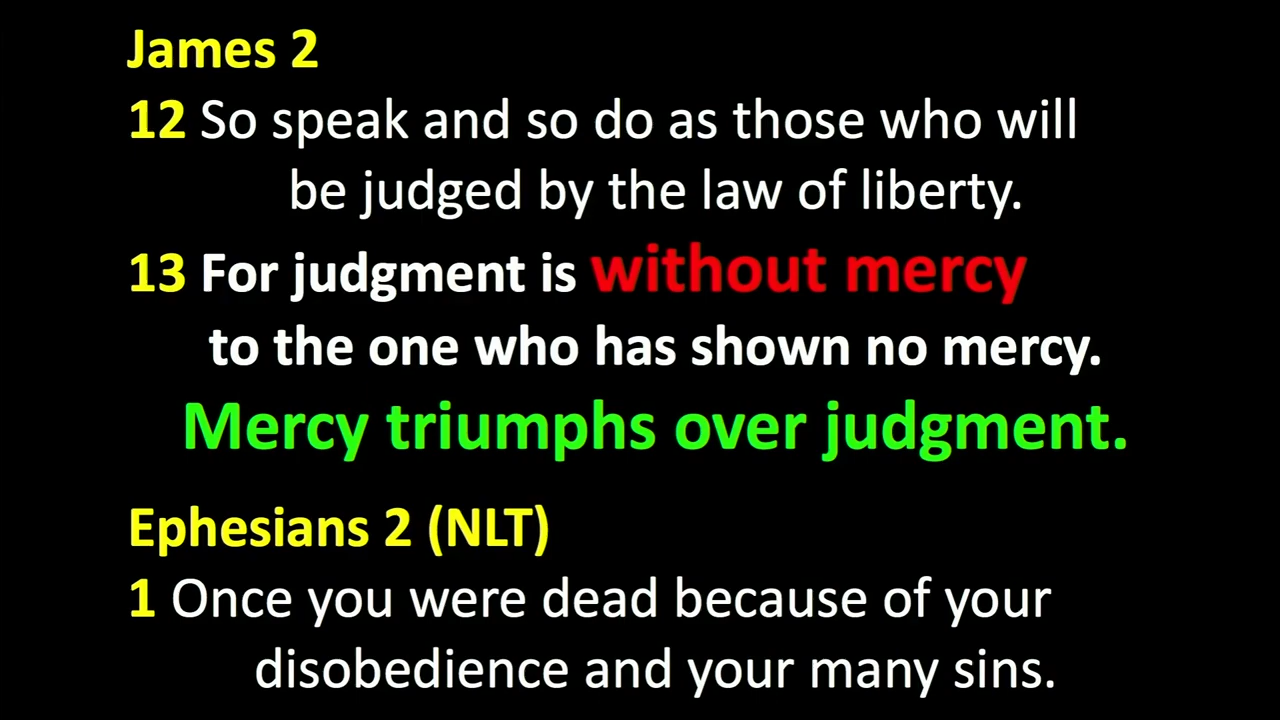 James 2
12 So speak and so do as those who will
be judged by the law of liberty.
13 For judgment is without mercy
to the one who has shown no mercy.
Mercy triumphs over judgment.
Ephesians 2 (NLT)
1 Once you were dead because of your
disobedience and your many sins.